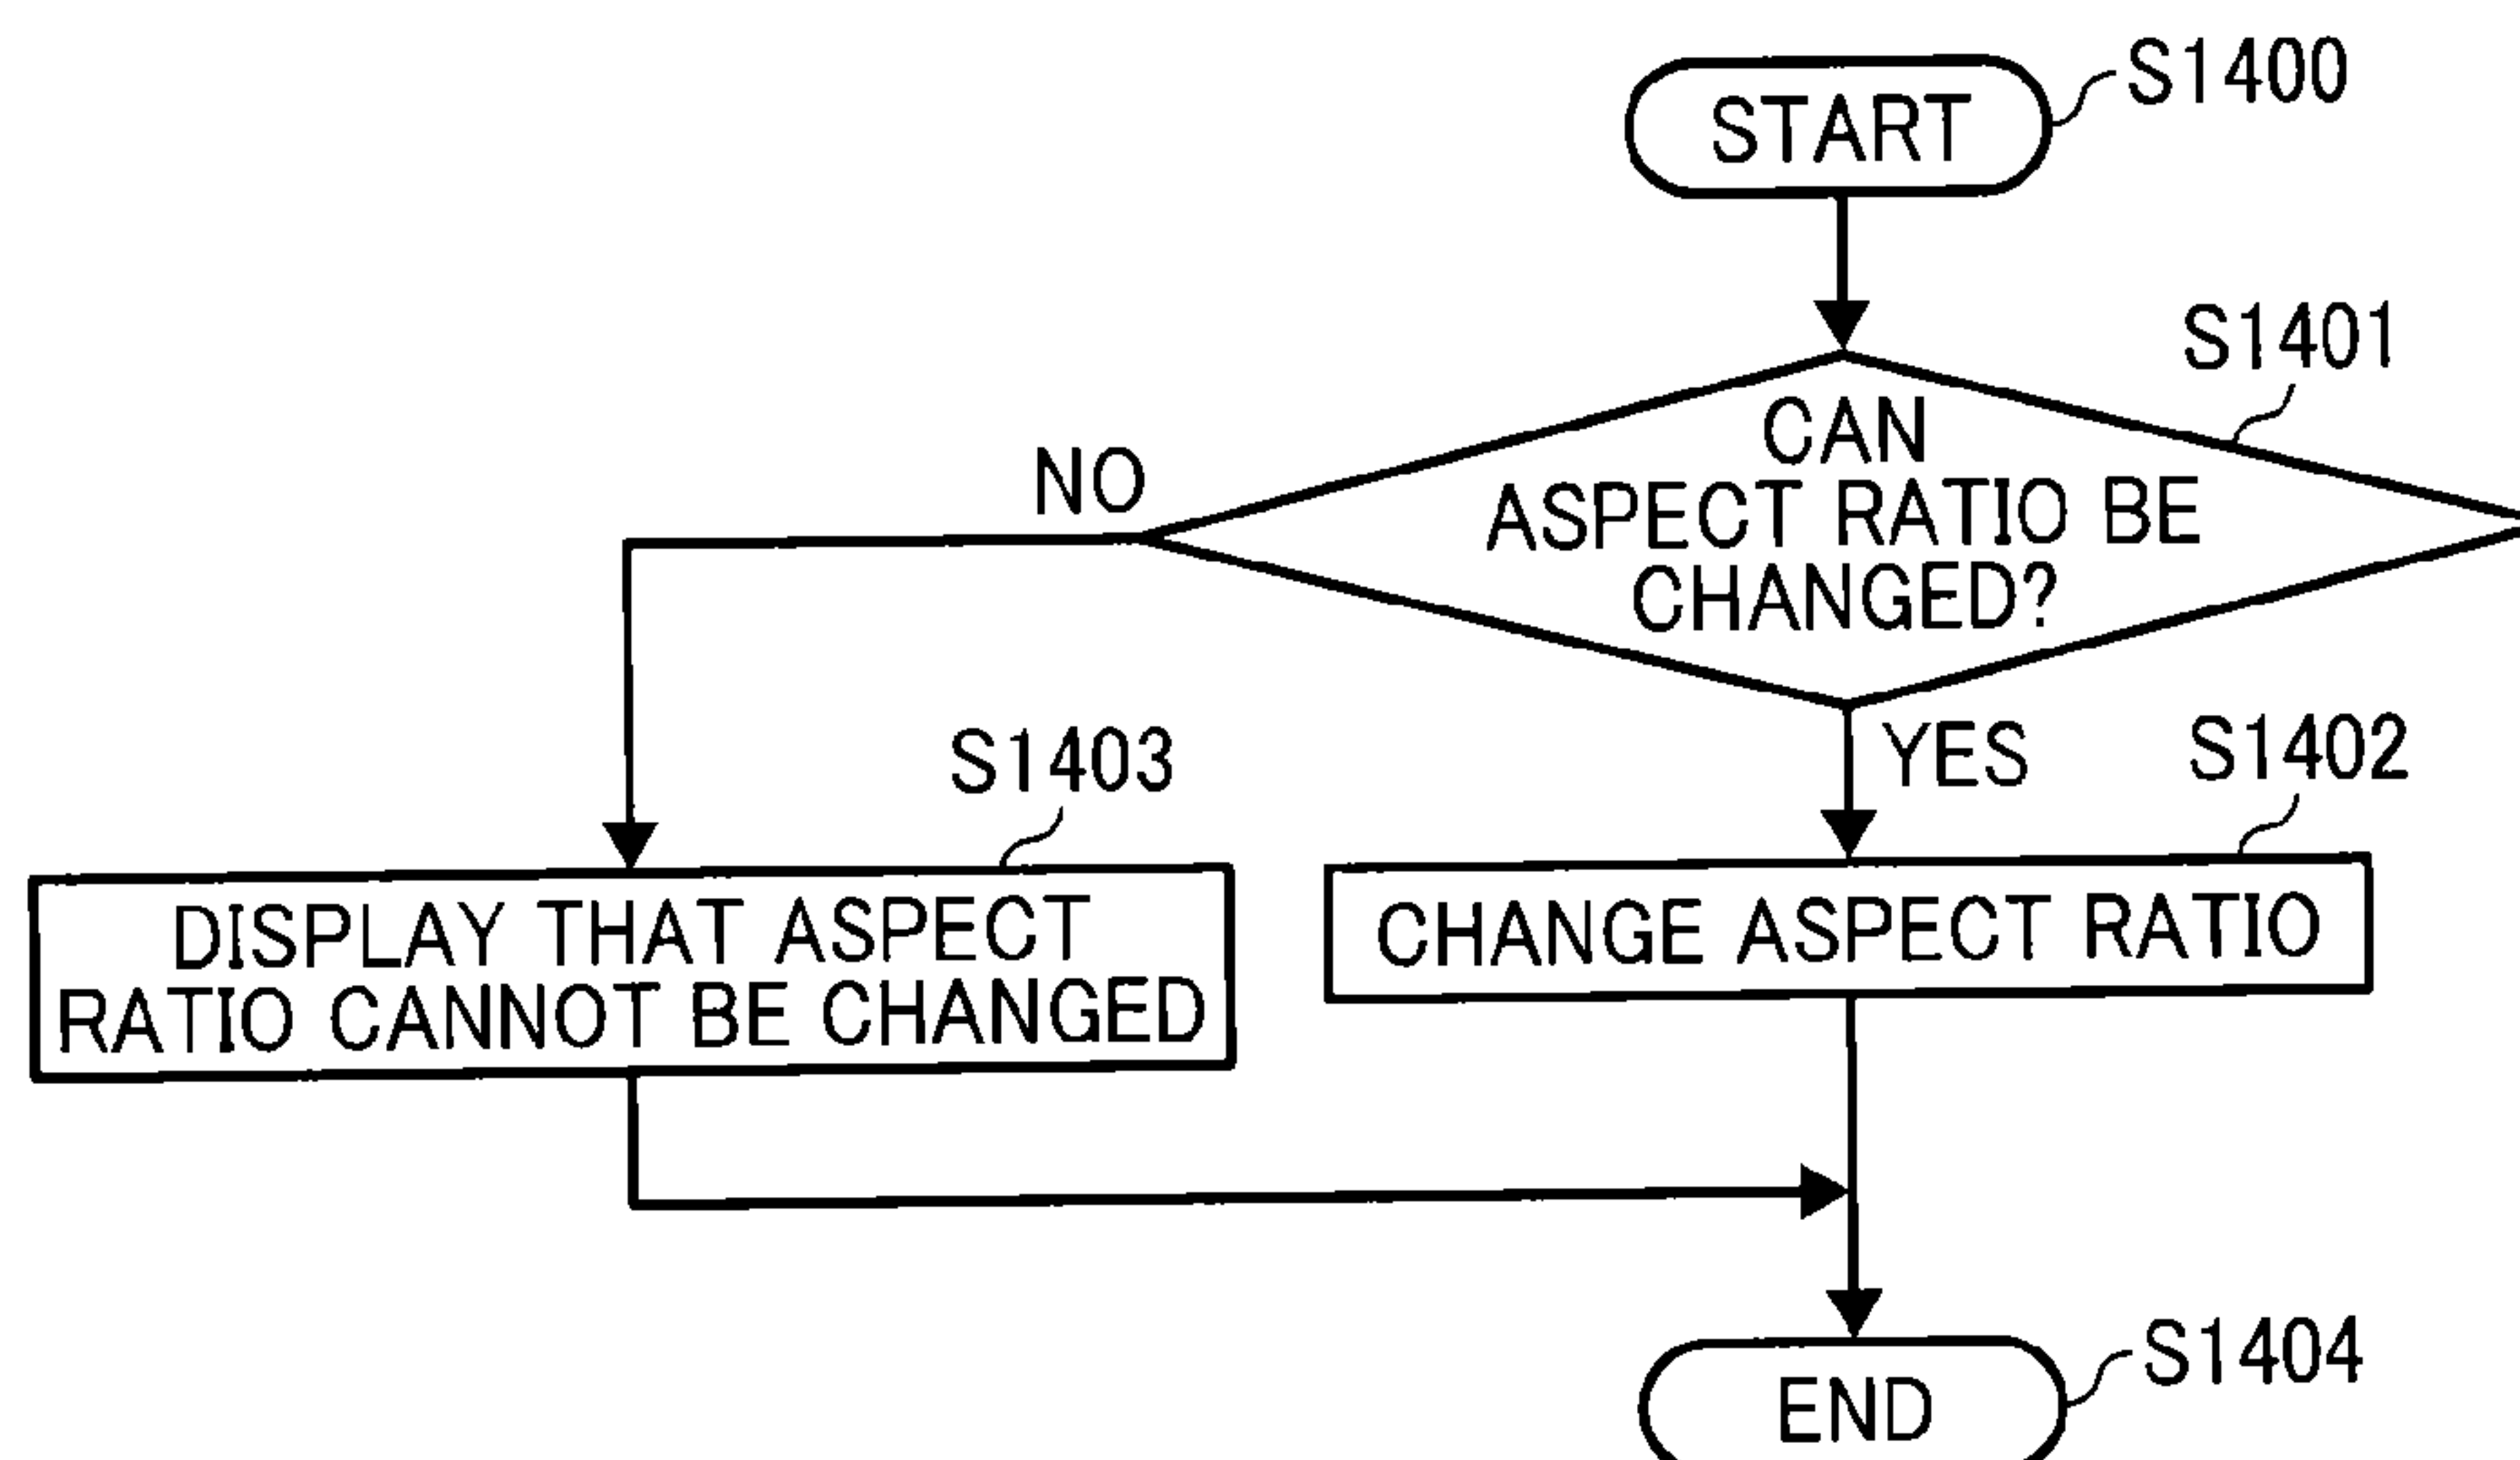 START
S1400
S1401
CAN
ASPECT RATIO BE
CHANGED?
NO
YES
S1403
S1402
DISPLAY THAT ASPECT
RATIO CANNOT BE CHANGED
CHANGE ASPECT RATIO
END
S1404